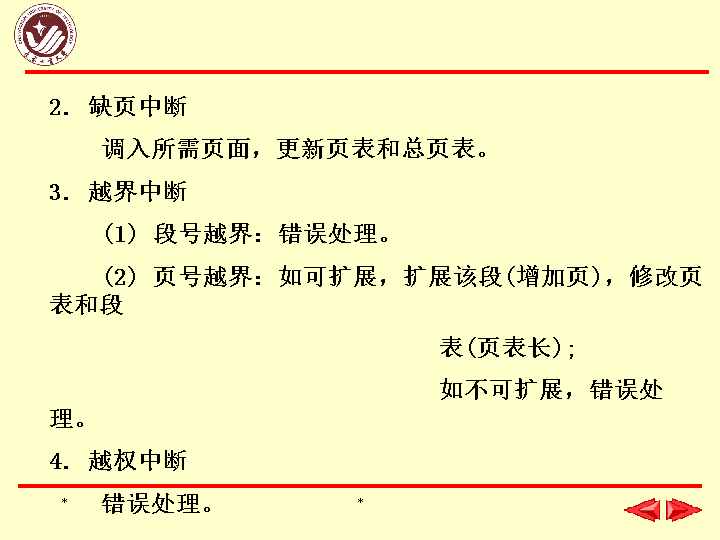 2. 缺页中断
调入所需页面，更新页表和总页表。
3. 越界中断
(1) 段号越界：错误处理。
(2) 页号越界：如可扩展，扩展该段(增加页)，修改页
表和段
表(页表长);
如不可扩展，错误处
理。
4. 越权中断
* 错误处理。 *